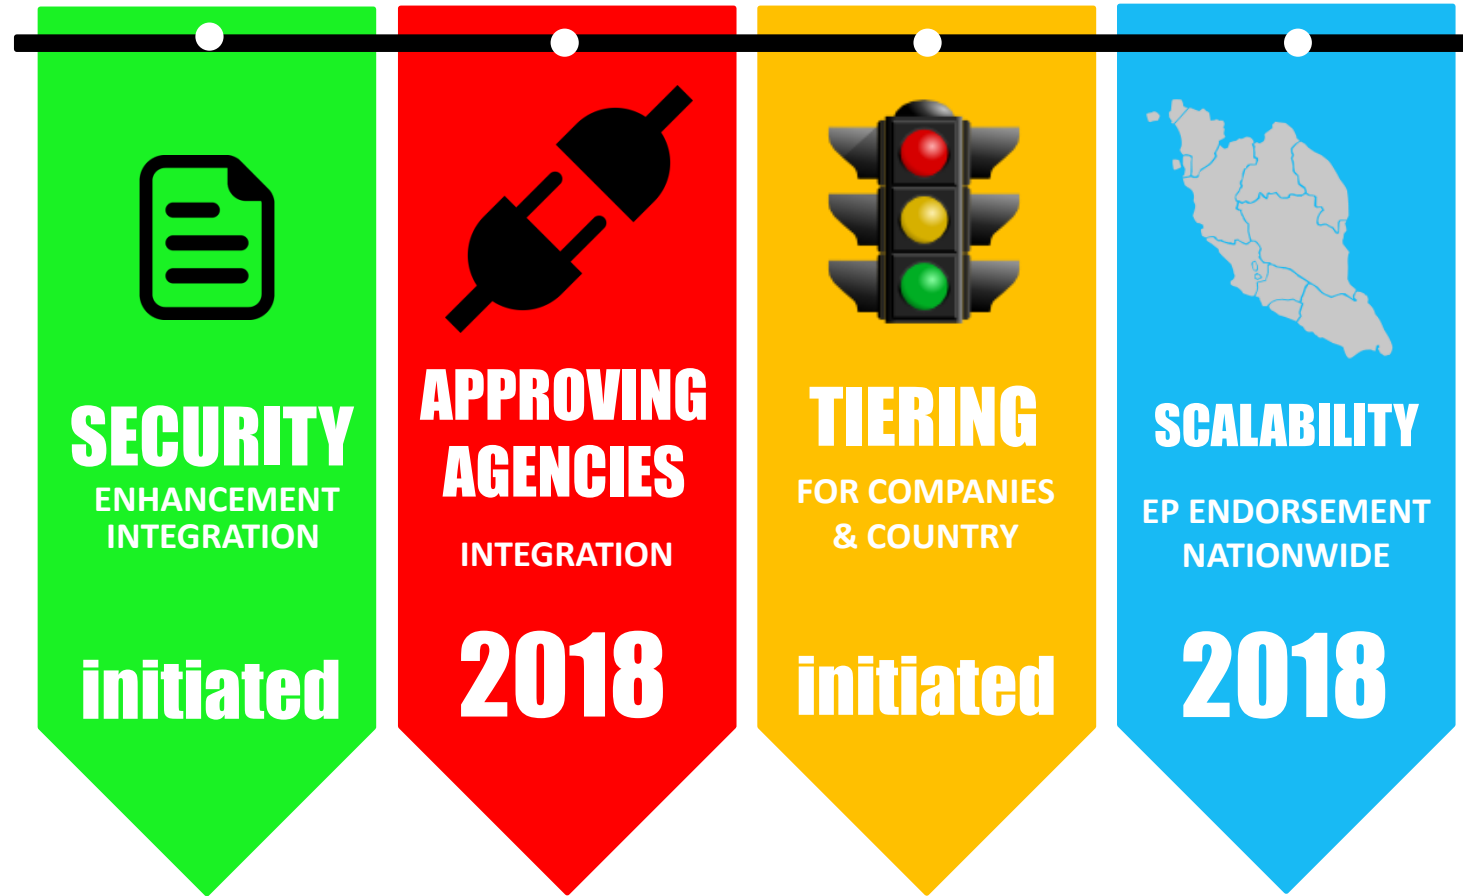 SECURITY
ENHANCEMENT
INTEGRATION
initiated
APPROVING
AGENCIES
INTEGRATION
2018
TIERING
FOR COMPANIES
& COUNTRY
initiated
SCALABILITY
EP ENDORSEMENT
NATIONWIDE
2018